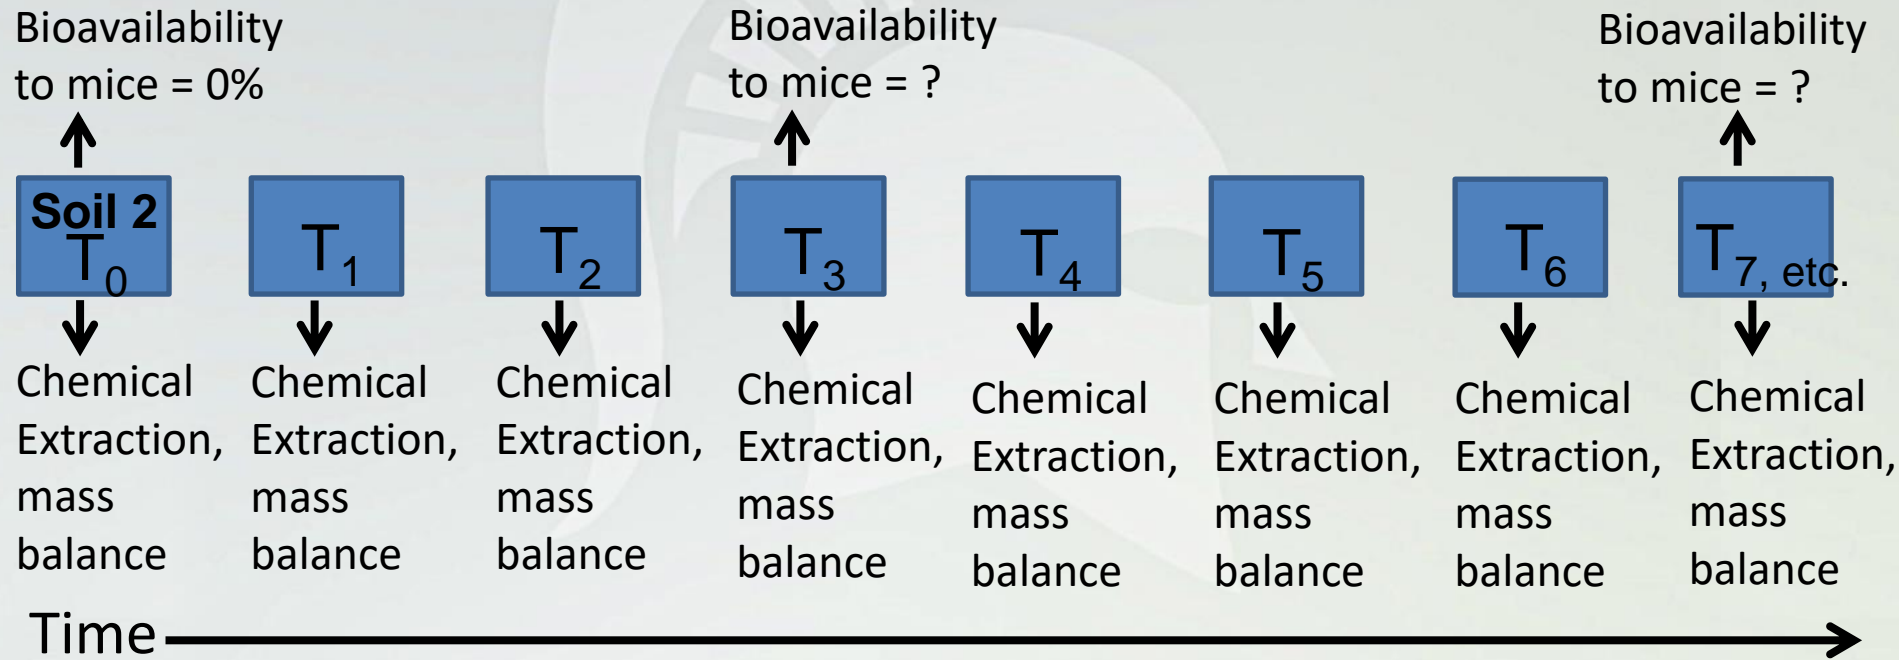 Bioavailability
to mice = 0%
Bioavailability
to mice = ?
Bioavailability
to mice = ?
Soil 2
T0
T1
T2
T3
T4
T5
T6
T7, etc.
Chemical
Extraction,
mass
balance
Chemical
Extraction,
mass
balance
Chemical
Extraction,
mass
balance
Chemical
Extraction,
mass
balance
Chemical
Extraction,
mass
balance
Chemical
Extraction,
mass
balance
Chemical
Extraction,
mass
balance
Chemical
Extraction,
mass
balance
Time